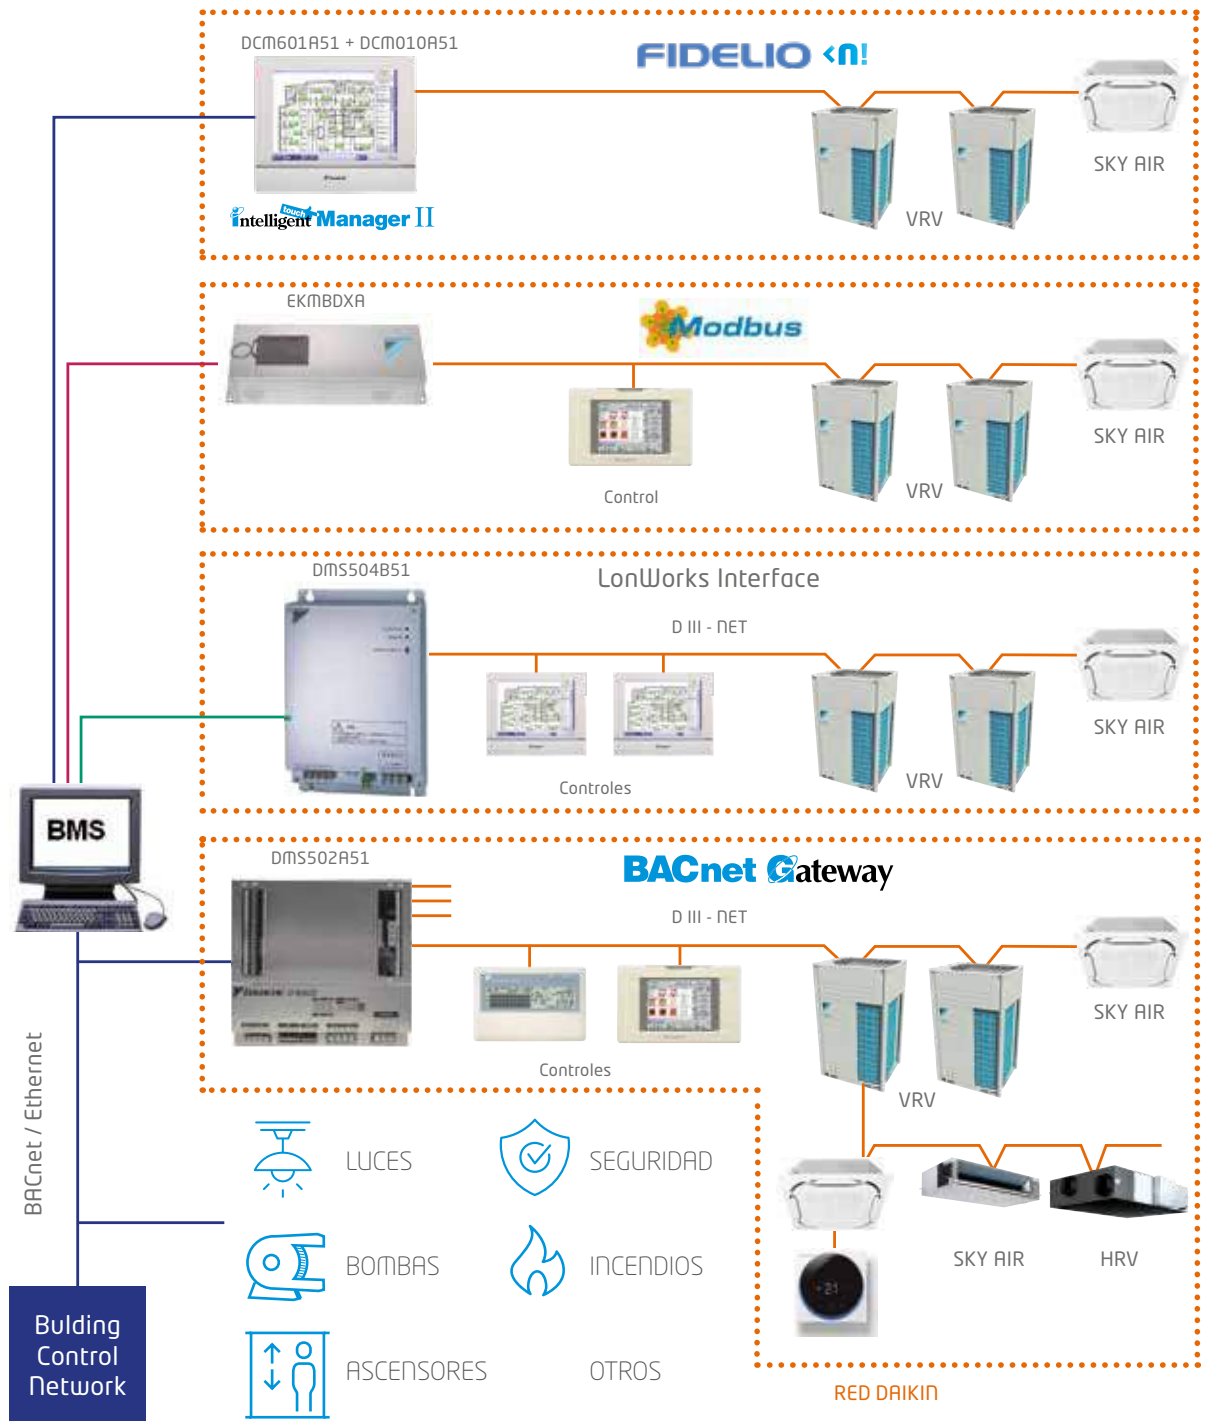 DCM601A51 + DCM010A51
FIDELIO <n!
SKY AIR
VRV
intelligent touch Manager II
EKMBDXA
Modbus
SKY AIR
VRV
Control
DMS504B51
LonWorks Interface
D III - NET
SKY AIR
VRV
Controles
BMS
DMS502A51
BACnet Gateway
D III - NET
SKY AIR
Controles
VRV
BACnet / Ethernet
LUCES
SEGURIDAD
BOMBAS
INCENDIOS
SKY AIR
HRV
Bulding
Control
Network
ASCENSORES
OTROS
RED DAIKIN